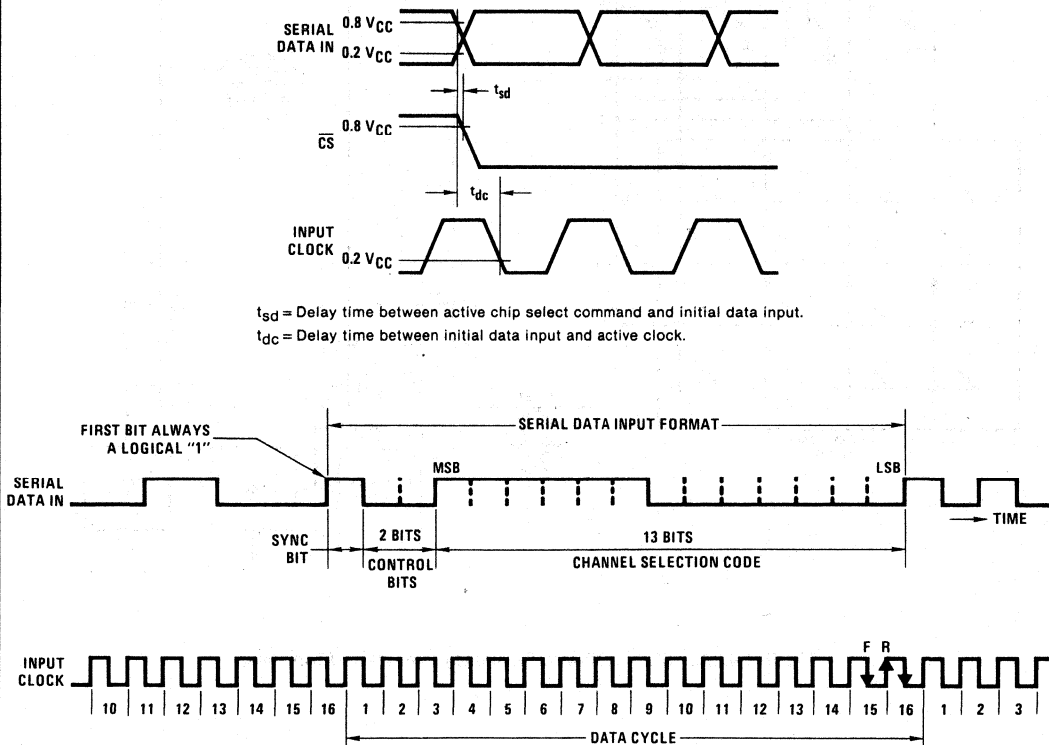 SERIAL
DATA IN
0.8 VCC
0.2 VCC
tsd
CS
0.8 VCC
tdc
INPUT
CLOCK
0.2 VCC
tsd = Delay time between active chip select command and initial data input.
tdc = Delay time between initial data input and active clock.
FIRST BIT ALWAYS
A LOGICAL "1"
SERIAL DATA INPUT FORMAT
SERIAL
DATA IN
MSB
LSB
TIME
SYNC
BIT
2 BITS
CONTROL
BITS
13 BITS
CHANNEL SELECTION CODE
INPUT
CLOCK
F R
10 11 12 13 14 15 16 1 2 3 4 5 6 7 8 9 10 11 12 13 14 15 16 1 2 3
DATA CYCLE